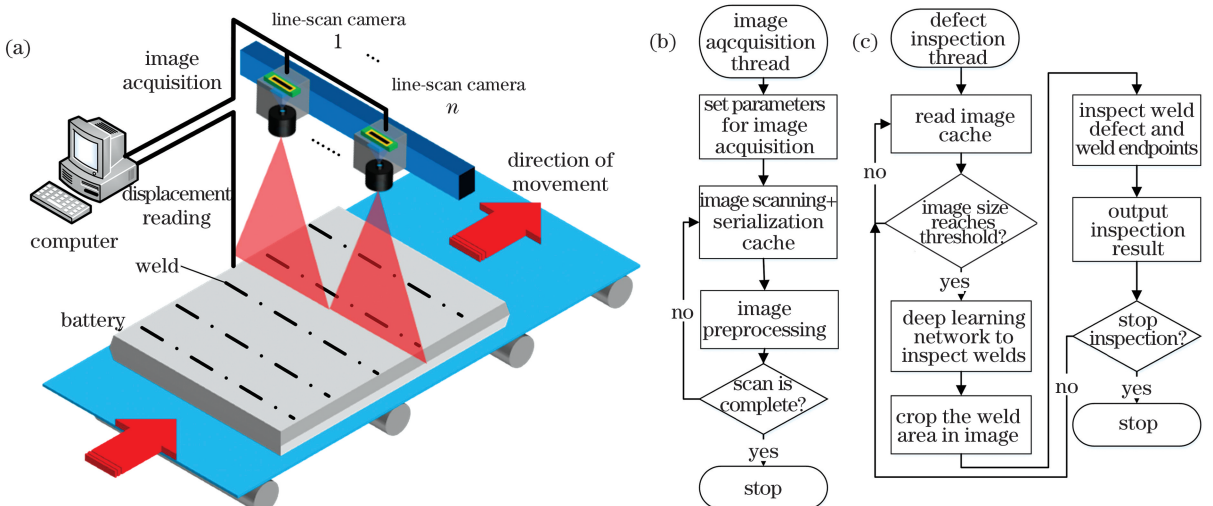 (a)
line-scan camera
1
...
image
acquisition
line-scan camera
n
......
direction of
movement
displacement
reading
computer
weld
battery
(b)
image
aqcquisition
thread
set parameters
for image
acquisition
image scanning+
serialization
cache
no
image
preprocessing
scan is
complete?
yes
stop
(c)
defect
inspection
thread
read image
cache
no
image size
reaches
threshold?
yes
deep learning
network to
inspect welds
crop the weld
area in image
inspect weld
defect and
weld endpoints
output
inspection
result
stop
inspection?
no
yes
stop